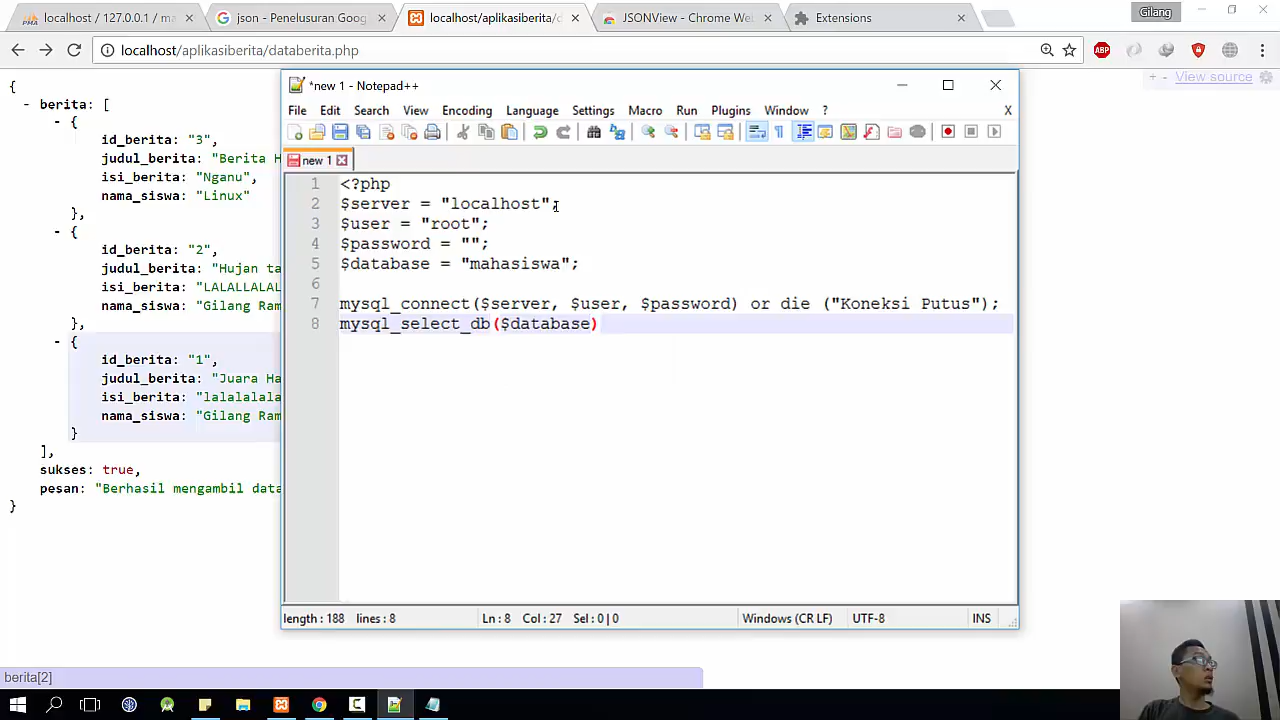 localhost / 127.0.0.1 / ma
json - Penelusuran Goog
localhost/aplikasiberita/d
JSONView - Chrome We
Extensions
Gilang
localhost/aplikasiberita/databerita.php
ABP
+ - View source
{
- berita: [
- {
id_berita: "3",
judul_berita: "Berita H
isi_berita: "Nganu",
nama_siswa: "Linux"
},
- {
id_berita: "2",
judul_berita: "Hujan ta
isi_berita: "LALALLALAL
nama_siswa: "Gilang Ram
},
- {
id_berita: "1",
judul_berita: "Juara Ha
isi_berita: "lalalalala
nama_siswa: "Gilang Ram
}
],
sukses: true,
pesan: "Berhasil mengambil data
}
berita[2]
*new 1 - Notepad++
File Edit Search View Encoding Language Settings Macro Run Plugins Window ? X
new 1
1 <?php
2 $server = "localhost";
3 $user = "root";
4 $password = "";
5 $database = "mahasiswa";
6
7 mysql_connect($server, $user, $password) or die ("Koneksi Putus");
8 mysql_select_db($database)
length : 188 lines : 8 Ln : 8 Col : 27 Sel : 0 | 0 Windows (CR LF) UTF-8 INS